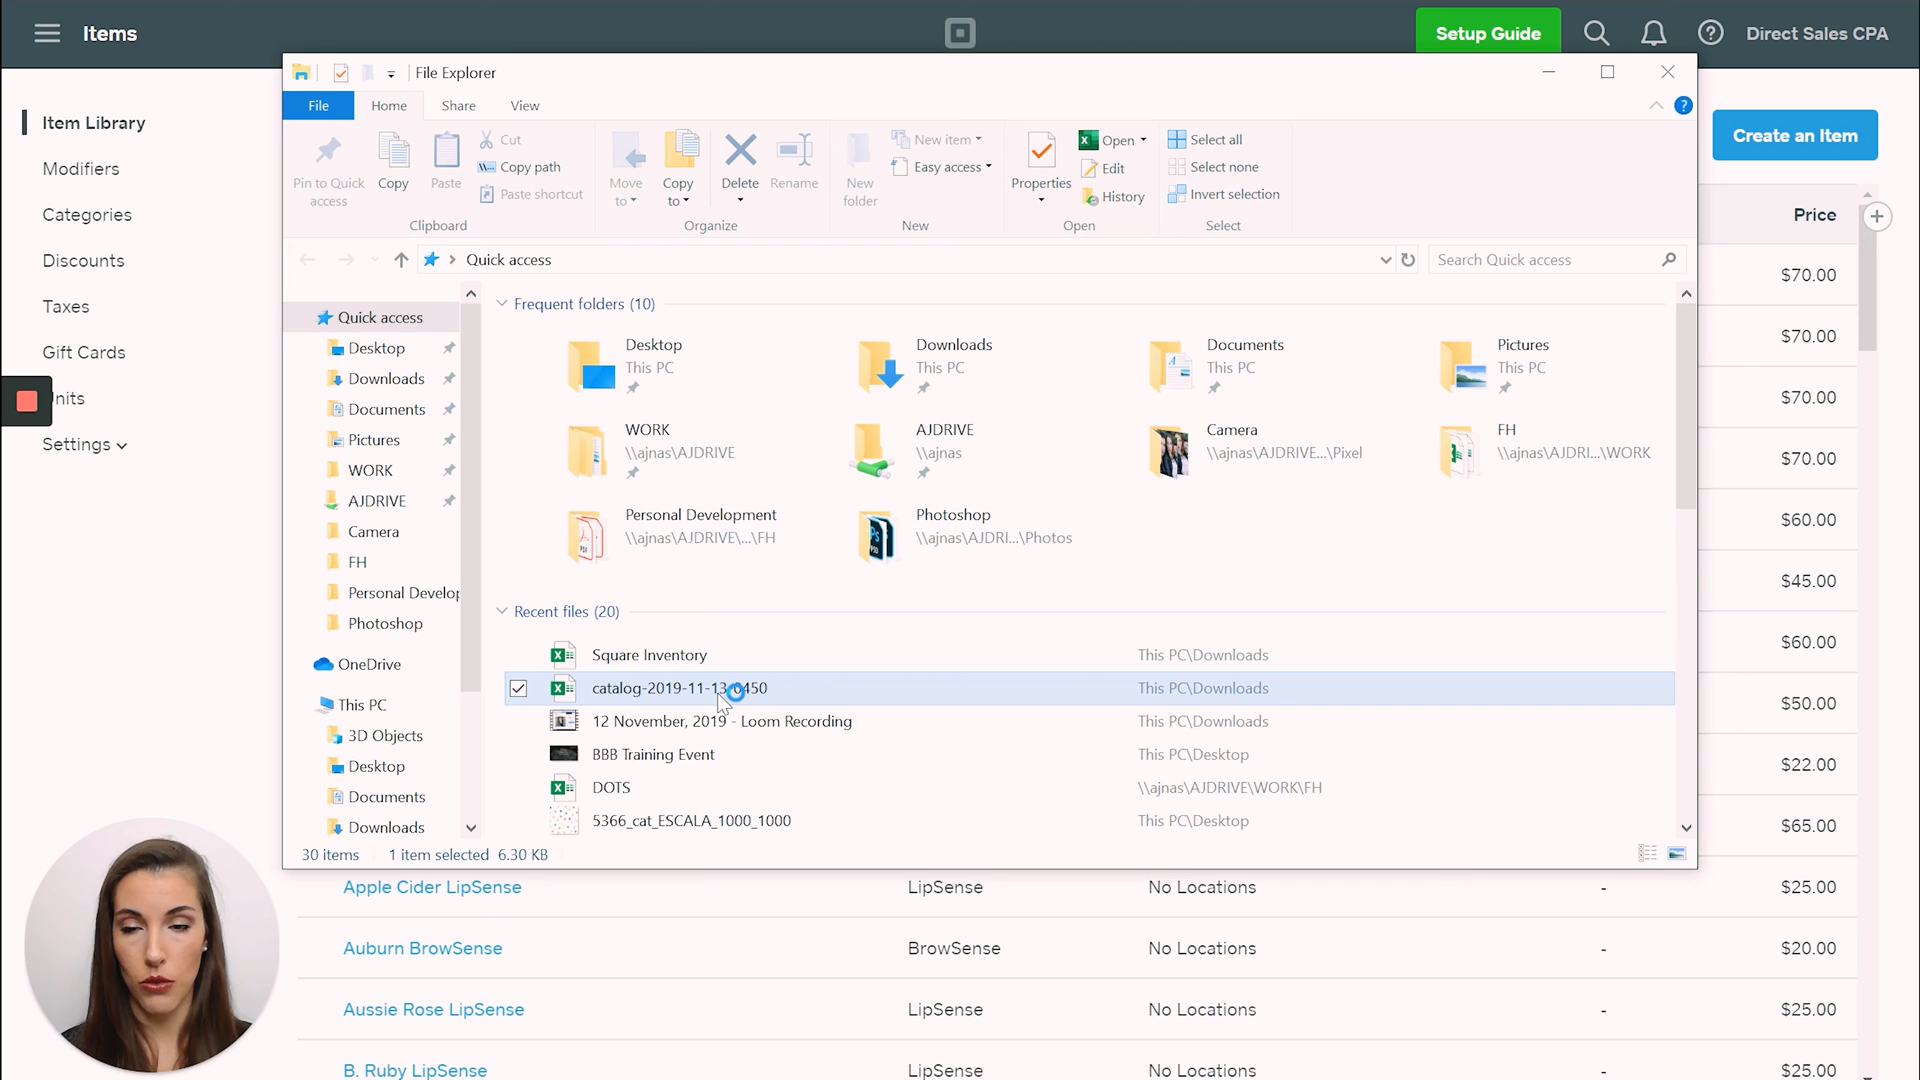 Items
Setup Guide
Direct Sales CPA
File Explorer
File
Home
Share
View
Pin to Quick access
Copy
Paste
Cut
Copy path
Paste shortcut
Clipboard
Move to
Copy to
Delete
Rename
Organize
New folder
New item
Easy access
New
Properties
Open
Edit
History
Open
Select all
Select none
Invert selection
Select
Quick access
Search Quick access
Item Library
Modifiers
Categories
Discounts
Taxes
Gift Cards
Settings
Create an Item
Price
$70.00
$70.00
$70.00
$70.00
$60.00
$45.00
$60.00
$50.00
$22.00
$65.00
Quick access
Desktop
Downloads
Documents
Pictures
WORK
AJDRIVE
Camera
FH
Personal Develop
Photoshop
OneDrive
This PC
3D Objects
Desktop
Documents
Downloads
Frequent folders (10)
Desktop
This PC
Downloads
This PC
Documents
This PC
Pictures
This PC
WORK
\\ajnas\AJDRIVE
AJDRIVE
\\ajnas
Camera
\\ajnas\AJDRIVE...\Pixel
FH
\\ajnas\AJDRI...\WORK
Personal Development
\\ajnas\AJDRIVE\...\FH
Photoshop
\\ajnas\AJDRI...\Photos
Recent files (20)
Square Inventory This PC\Downloads
catalog-2019-11-13-0450 This PC\Downloads
12 November, 2019 - Loom Recording This PC\Downloads
BBB Training Event This PC\Desktop
DOTS \\ajnas\AJDRIVE\WORK\FH
5366_cat_ESCALA_1000_1000 This PC\Desktop
30 items 1 item selected 6.30 KB
Apple Cider LipSense LipSense No Locations - $25.00
Auburn BrowSense BrowSense No Locations - $20.00
Aussie Rose LipSense LipSense No Locations - $25.00
B. Ruby LipSense LipSense No Locations - $25.00